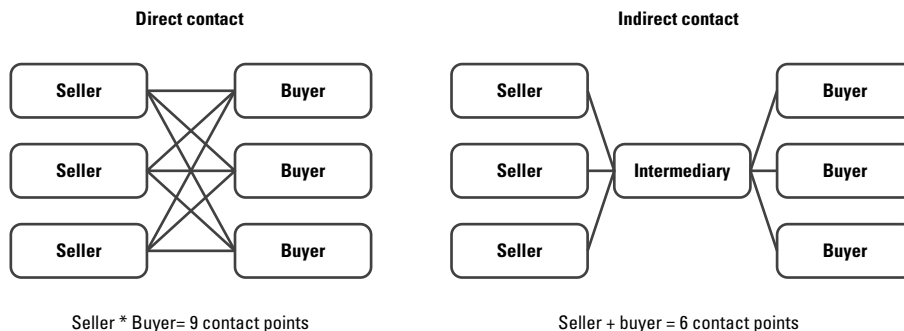 Direct contact
Indirect contact
Seller
Buyer
Seller
Buyer
Seller
Buyer
Seller
Intermediary
Buyer
Seller
Buyer
Seller
Buyer
Seller * Buyer= 9 contact points
Seller + buyer = 6 contact points